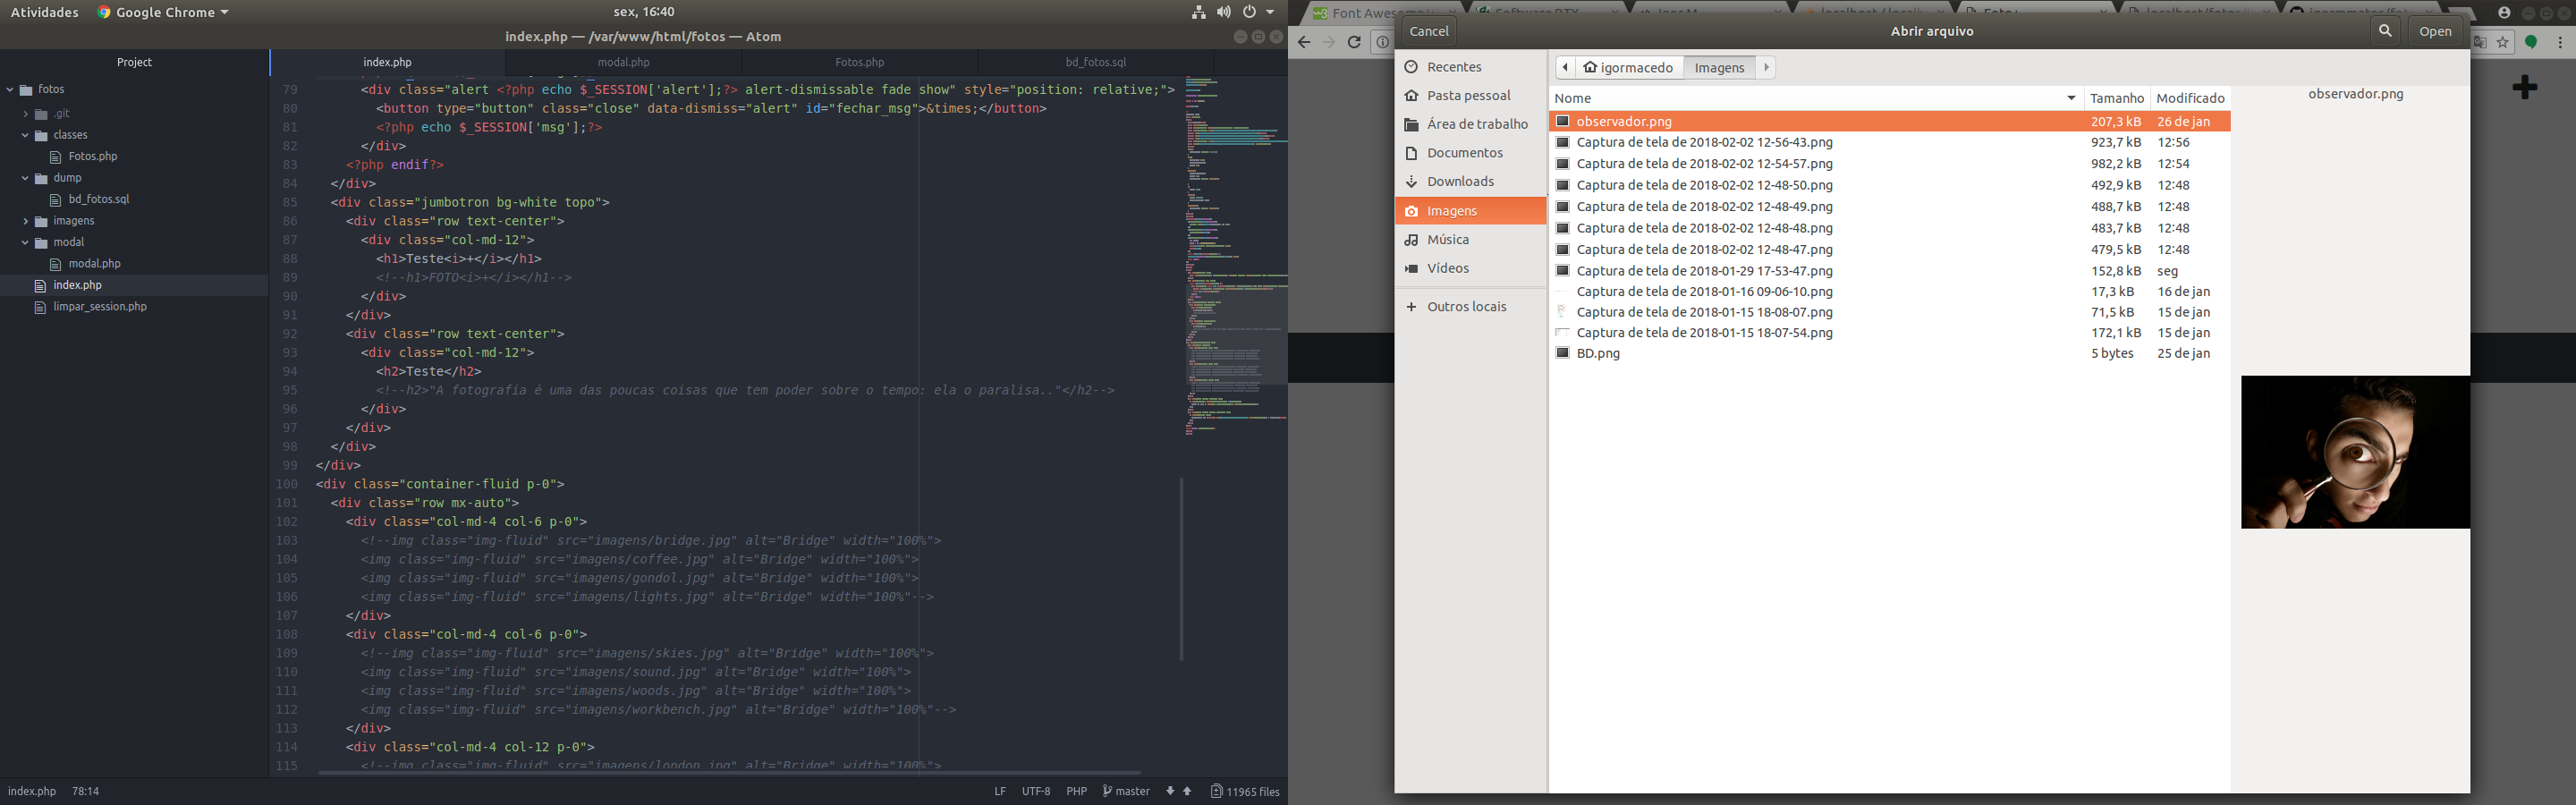 Atividades
Google Chrome
sex, 16:40
index.php — /var/www/html/fotos — Atom
Project
index.php
modal.php
Fotos.php
bd_fotos.sql
fotos
.git
classes
Fotos.php
dump
bd_fotos.sql
imagens
modal
modal.php
index.php
limpar_session.php
79 <div class="alert <?php echo $_SESSION['alert'];?> alert-dismissable fade show" style="position: relative;">
80 <button type="button" class="close" data-dismiss="alert" id="fechar_msg">&times;</button>
81 <?php echo $_SESSION['msg'];?>
82 </div>
83 <?php endif?>
84 </div>
85 <div class="jumbotron bg-white topo">
86 <div class="row text-center">
87 <div class="col-md-12">
88 <h1>Teste<i>+</i></h1>
89 <!--h1>FOTO<i>+</i></h1-->
90 </div>
91 </div>
92 <div class="row text-center">
93 <div class="col-md-12">
94 <h2>Teste</h2>
95 <!--h2>"A fotografia é uma das poucas coisas que tem poder sobre o tempo: ela o paralisa.."</h2-->
96 </div>
97 </div>
98 </div>
99 </div>
100 <div class="container-fluid p-0">
101 <div class="row mx-auto">
102 <div class="col-md-4 col-6 p-0">
103 <!--img class="img-fluid" src="imagens/bridge.jpg" alt="Bridge" width="100%">
104 <img class="img-fluid" src="imagens/coffee.jpg" alt="Bridge" width="100%">
105 <img class="img-fluid" src="imagens/gondol.jpg" alt="Bridge" width="100%">
106 <img class="img-fluid" src="imagens/lights.jpg" alt="Bridge" width="100%"-->
107 </div>
108 <div class="col-md-4 col-6 p-0">
109 <!--img class="img-fluid" src="imagens/skies.jpg" alt="Bridge" width="100%">
110 <img class="img-fluid" src="imagens/sound.jpg" alt="Bridge" width="100%">
111 <img class="img-fluid" src="imagens/woods.jpg" alt="Bridge" width="100%">
112 <img class="img-fluid" src="imagens/workbench.jpg" alt="Bridge" width="100%"-->
113 </div>
114 <div class="col-md-4 col-12 p-0">
115 <!--img class="img-fluid" src="imagens/london.jpg" alt="Bridge" width="100%">
index.php 78:14
LF UTF-8 PHP master 11965 files
Font Awesome
Cancel
Abrir arquivo
Open
Recentes
Pasta pessoal
Área de trabalho
Documentos
Downloads
Imagens
Música
Vídeos
Outros locais
igormacedo
Imagens
Nome Tamanho Modificado
observador.png 207,3 kB 26 de jan
Captura de tela de 2018-02-02 12-56-43.png 923,7 kB 12:56
Captura de tela de 2018-02-02 12-54-57.png 982,2 kB 12:54
Captura de tela de 2018-02-02 12-48-50.png 492,9 kB 12:48
Captura de tela de 2018-02-02 12-48-49.png 488,7 kB 12:48
Captura de tela de 2018-02-02 12-48-48.png 483,7 kB 12:48
Captura de tela de 2018-02-02 12-48-47.png 479,5 kB 12:48
Captura de tela de 2018-01-29 17-53-47.png 152,8 kB seg
Captura de tela de 2018-01-16 09-06-10.png 17,3 kB 16 de jan
Captura de tela de 2018-01-15 18-08-07.png 71,5 kB 15 de jan
Captura de tela de 2018-01-15 18-07-54.png 172,1 kB 15 de jan
BD.png 5 bytes 25 de jan
observador.png